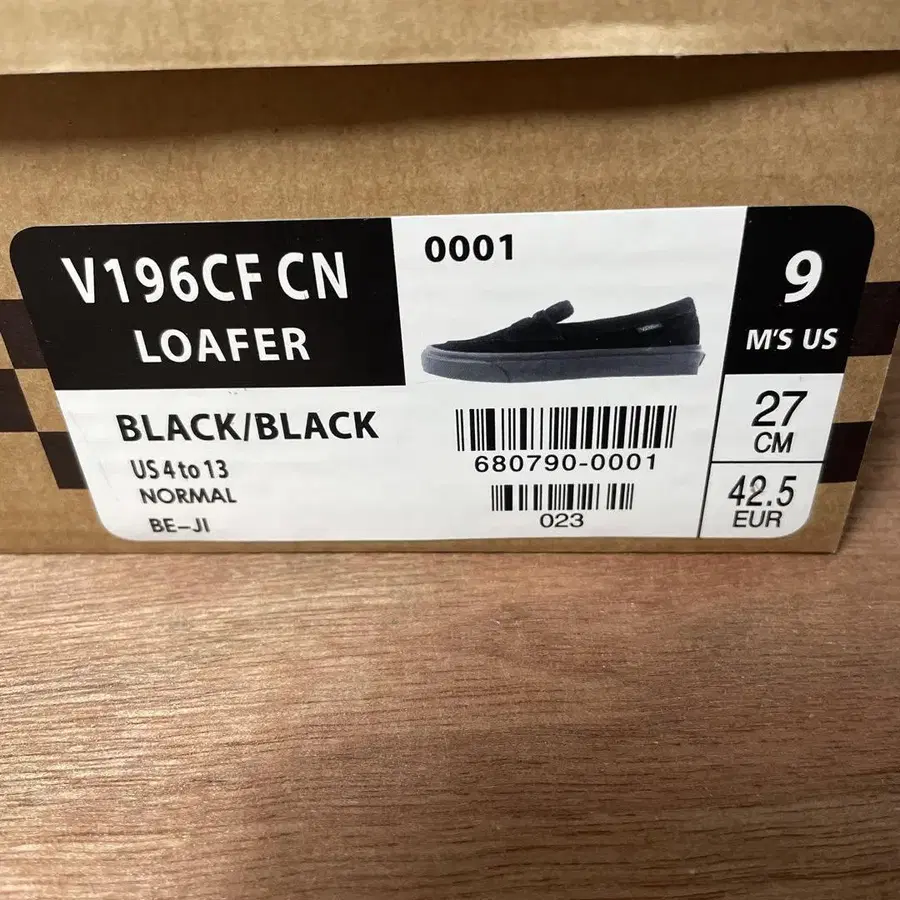 V196CF CN
LOAFER
BLACK/BLACK
US 4 to 13
NORMAL
BE-JI
0001
680790-0001
023
9
M'S US
27
CM
42.5
EUR